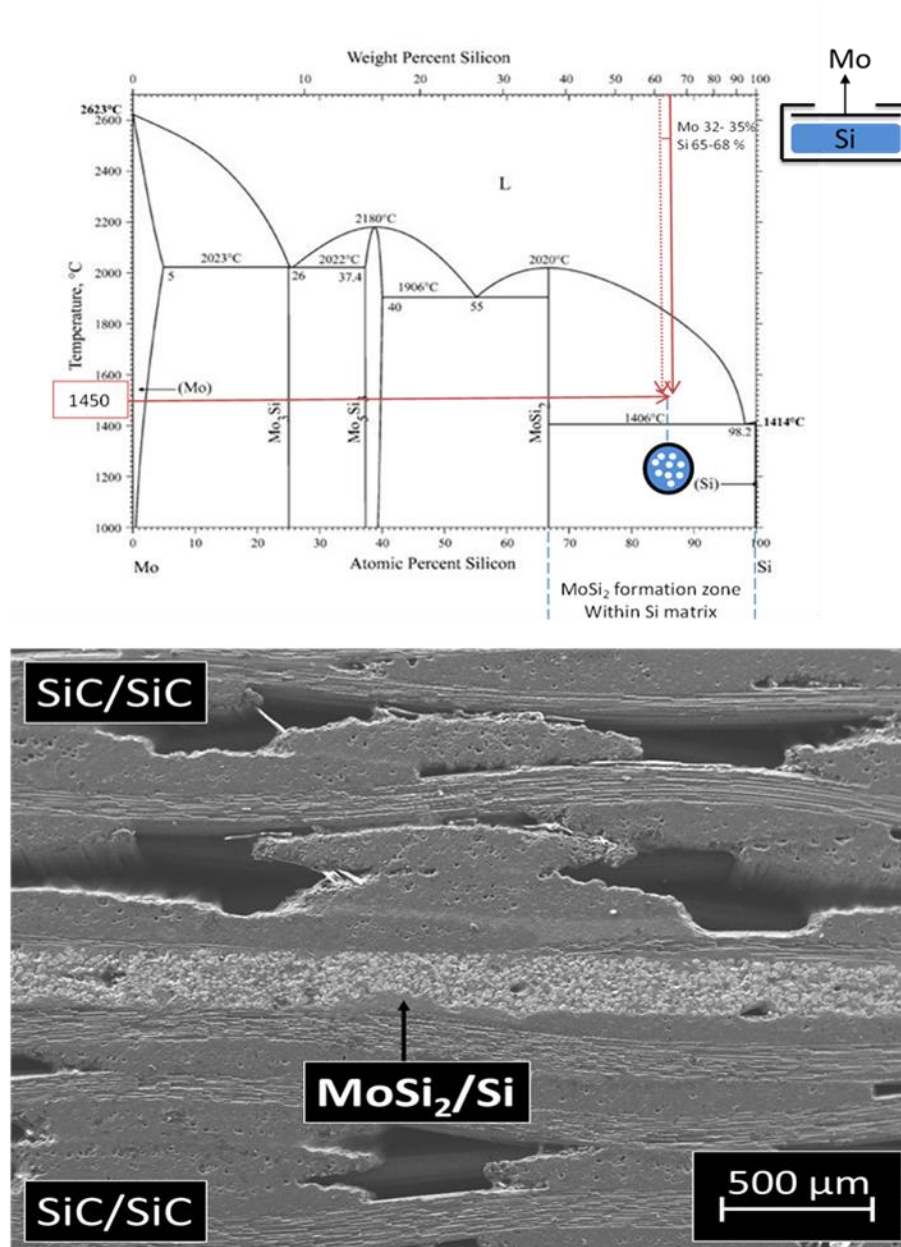 Weight Percent Silicon
0 10 20 30 40 50 60 70 80 90 100
Mo
Si
2623°C
Mo 32- 35%
Si 65-68 %
L
2600
2400
2200
2000
1800
1600
1400
1200
1000
Temperature, °C
2180°C
2023°C
2022°C
2020°C
5
26
37.4
1906°C
40
55
(Mo)
1450
Mo3Si
MoSi₂
1406°C
1414°C
98.2
(Si)
0 10 20 30 40 50 60 70 80 90 100
Mo
Atomic Percent Silicon
Si
MoSi₂ formation zone
Within Si matrix
SiC/SiC
MoSi₂/Si
SiC/SiC
500 µm